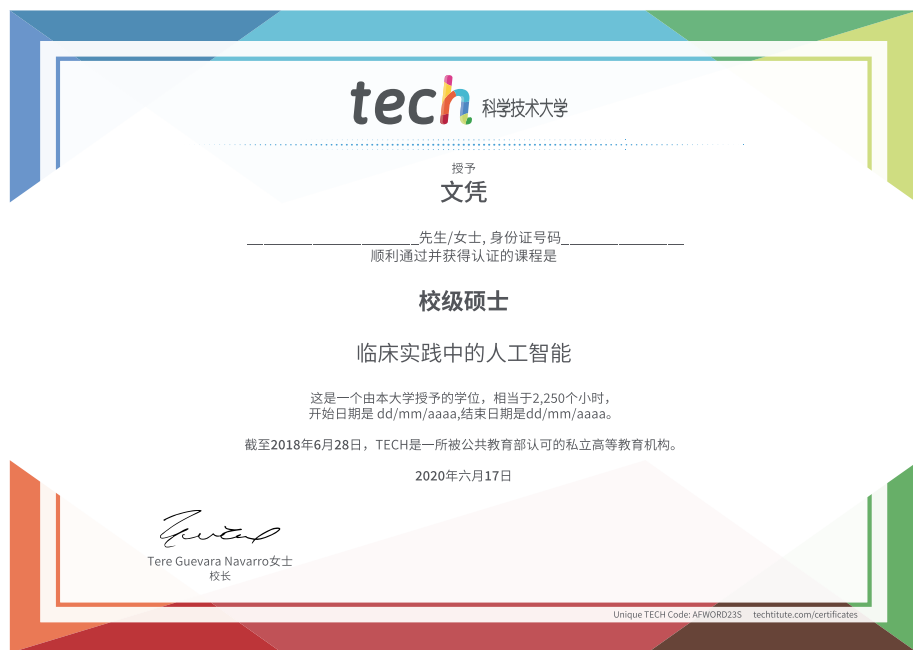 tech 科学技术大学
授予
文凭
______________________先生/女士, 身份证号码________________
顺利通过并获得认证的课程是
校级硕士
临床实践中的人工智能
这是一个由本大学授予的学位，相当于2,250个小时，
开始日期是 dd/mm/aaaa,结束日期是dd/mm/aaaa。
截至2018年6月28日，TECH是一所被公共教育部认可的私立高等教育机构。
2020年六月17日
Tere Guevara Navarro女士
校长
Unique TECH Code: AFWORD23S techtitute.com/certificates